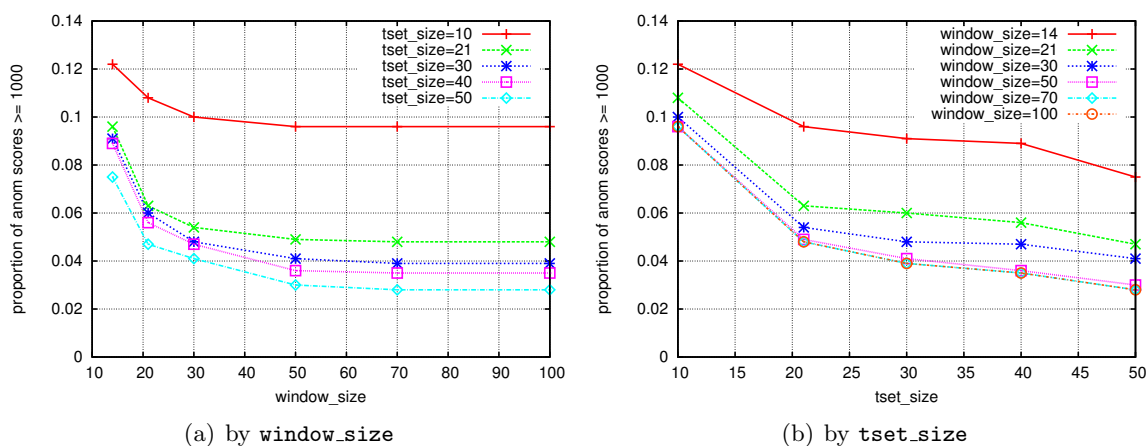 0.14
0.12
0.1
0.08
0.06
0.04
0.02
0
proportion of anom scores >= 1000
tset_size=10
tset_size=21
tset_size=30
tset_size=40
tset_size=50
10 20 30 40 50 60 70 80 90 100
window_size
(a) by window_size
0.14
0.12
0.1
0.08
0.06
0.04
0.02
0
proportion of anom scores >= 1000
window_size=14
window_size=21
window_size=30
window_size=50
window_size=70
window_size=100
10 15 20 25 30 35 40 45 50
tset_size
(b) by tset_size